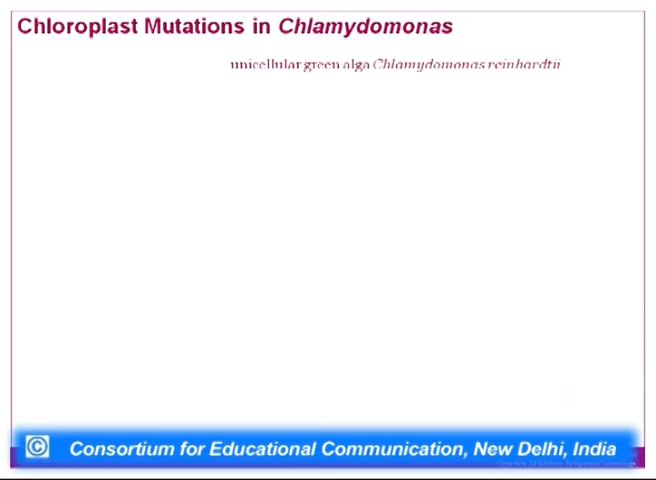 Chloroplast Mutations in Chlamydomonas
unicellular green alga Chlamydomonas reinhardtii
© Consortium for Educational Communication, New Delhi, India